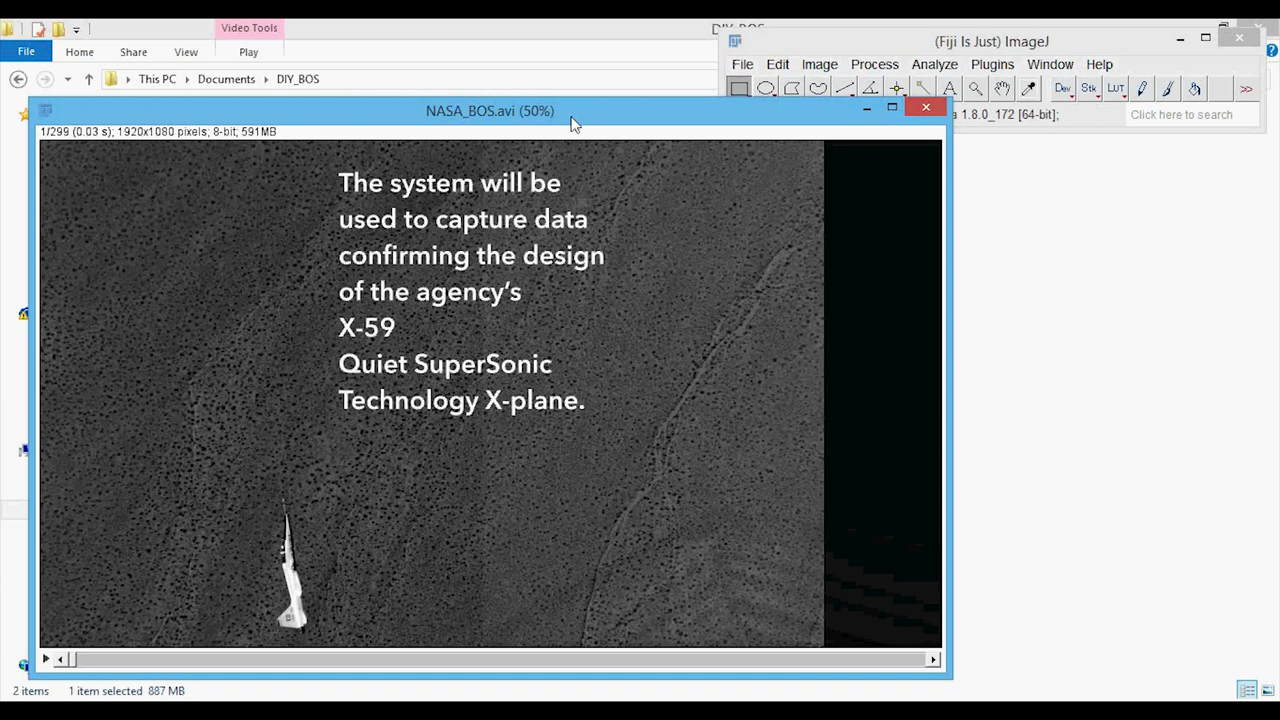 Video Tools
DIY_BOS
File
Home
Share
View
Play
This PC
Documents
DIY_BOS
(Fiji Is Just) ImageJ
File Edit Image Process Analyze Plugins Window Help
A
Dev
Stk
LUT
>>
a 1.8.0_172 [64-bit];
Click here to search
NASA_BOS.avi (50%)
1/299 (0.03 s); 1920x1080 pixels; 8-bit; 591MB
The system will be
used to capture data
confirming the design
of the agency's
X-59
Quiet SuperSonic
Technology X-plane.
2 items 1 item selected 887 MB